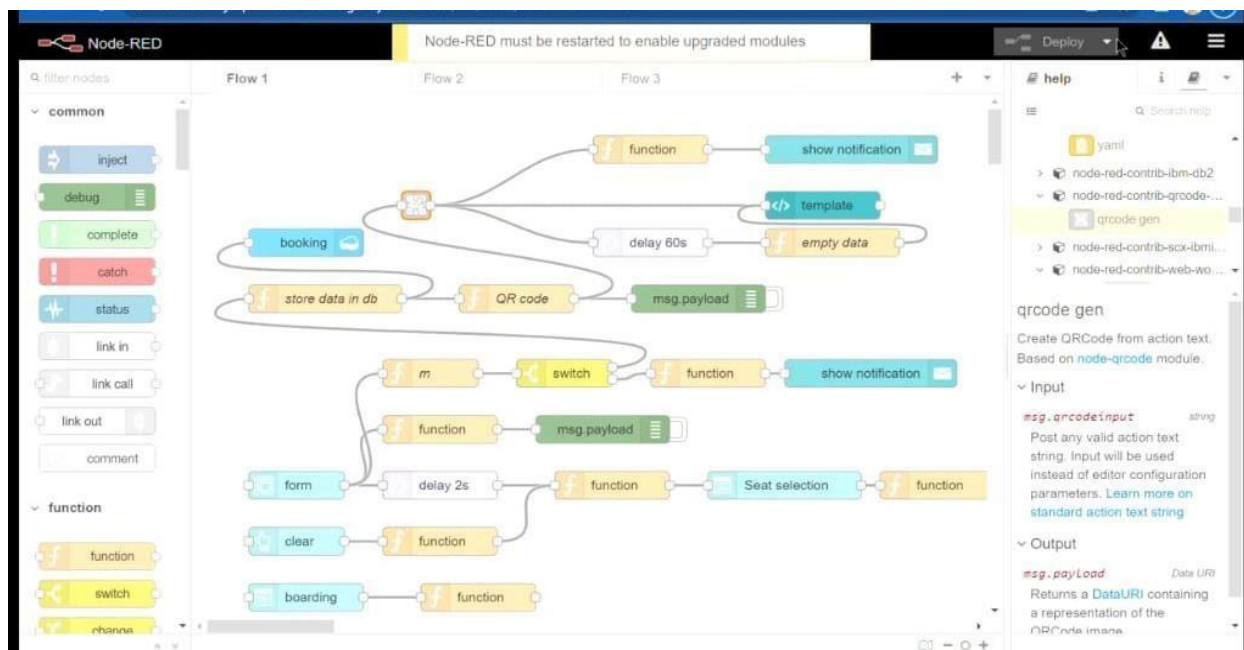 Node-RED
Node-RED must be restarted to enable upgraded modules
Deploy
filter nodes
Flow 1
Flow 2
Flow 3
help
i
common
Search help
inject
debug
complete
catch
status
link in
link call
link out
comment
function
function
switch
change
function
show notification
template
booking
delay 60s
empty data
store data in db
QR code
msg.payload
m
switch
function
show notification
function
msg.payload
form
delay 2s
function
Seat selection
function
clear
function
boarding
function
yaml
node-red-contrib-ibm-db2
node-red-contrib-qrcode-...
qrcode gen
node-red-contrib-scx-ibmi...
node-red-contrib-web-wo...
qrcode gen
Create QRCode from action text.
Based on node-qrcode module.
Input
msg.qrcodeinput string
Post any valid action text
string. Input will be used
instead of editor configuration
parameters. Learn more on
standard action text string
Output
msg.payload Data URI
Returns a DataURI containing
a representation of the
QRCode image.